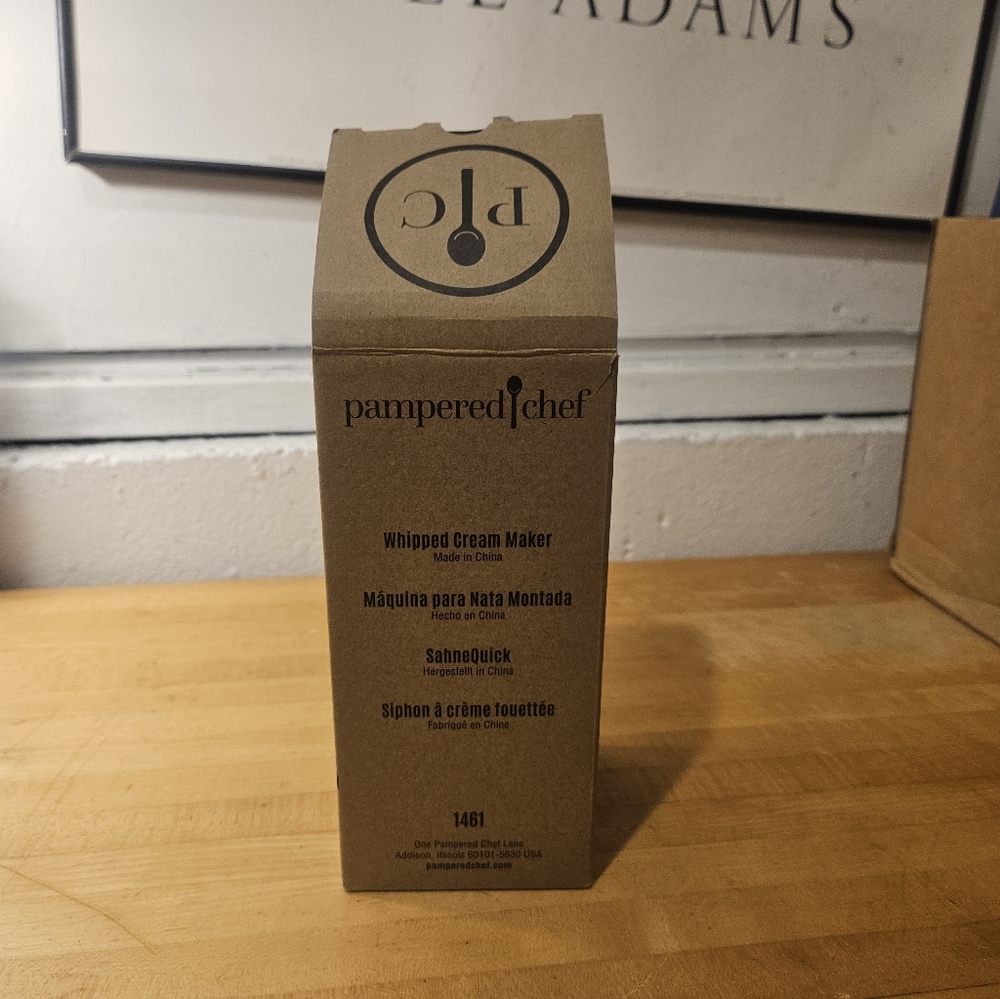 ADAMS
PC
pampered chef
Whipped Cream Maker
Made in China
Máquina para Nata Montada
Hecho en China
SahneQuick
Hergestellt in China
Siphon à crème fouettée
Fabriqué en Chine
1461
One Pampered Chef Lane
Addison, Illinois 60101-5630 USA
pamperedchef.com